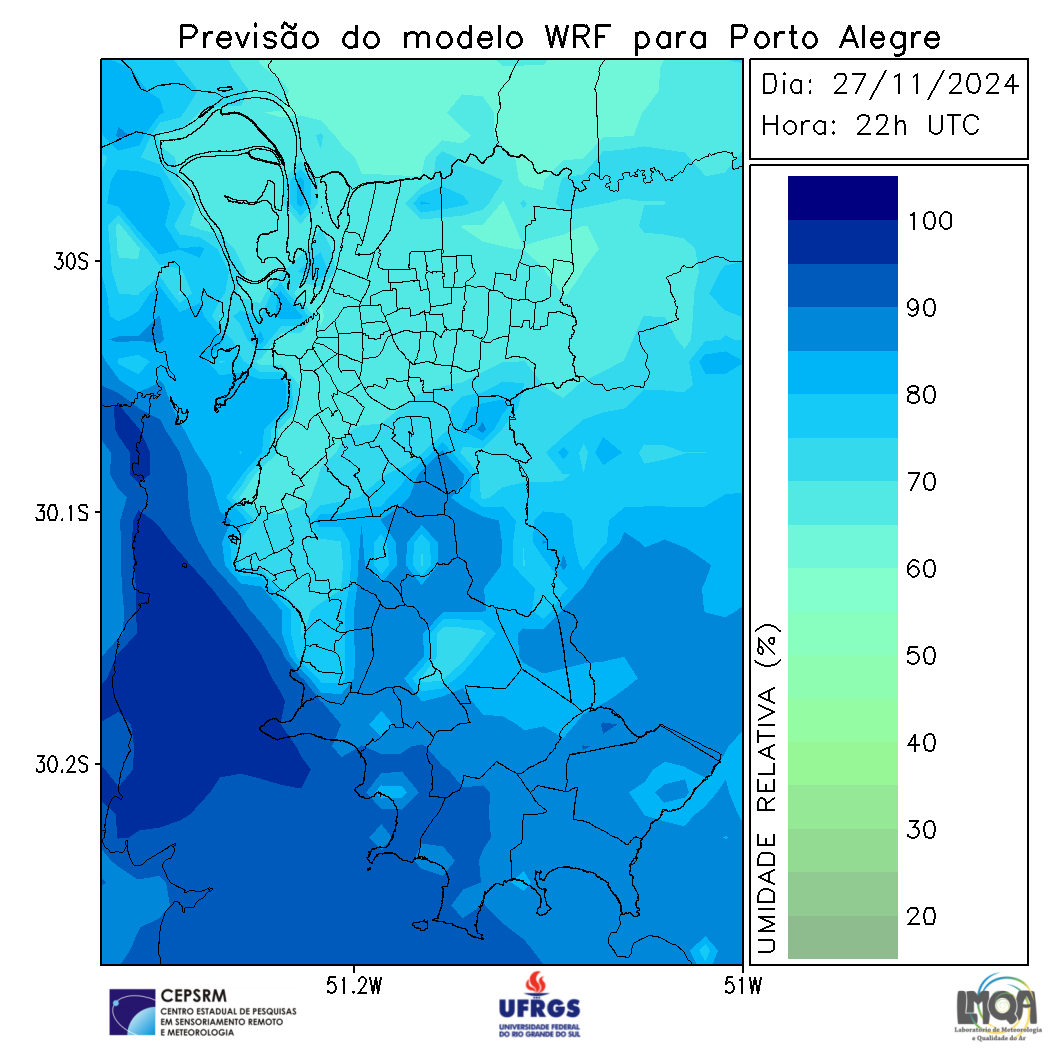 Previsão do modelo WRF para Porto Alegre
Dia: 27/11/2024
Hora: 22h UTC
30S
30.1S
30.2S
51.2W
51W
UMIDADE RELATIVA (%)
100
90
80
70
60
50
40
30
20
CEPSRM
CENTRO ESTADUAL DE PESQUISAS
EM SENSORIAMENTO REMOTO
E METEOROLOGIA
UFRGS
UNIVERSIDADE FEDERAL
DO RIO GRANDE DO SUL
LMQA
Laboratório de Meteorologia
e Qualidade do Ar